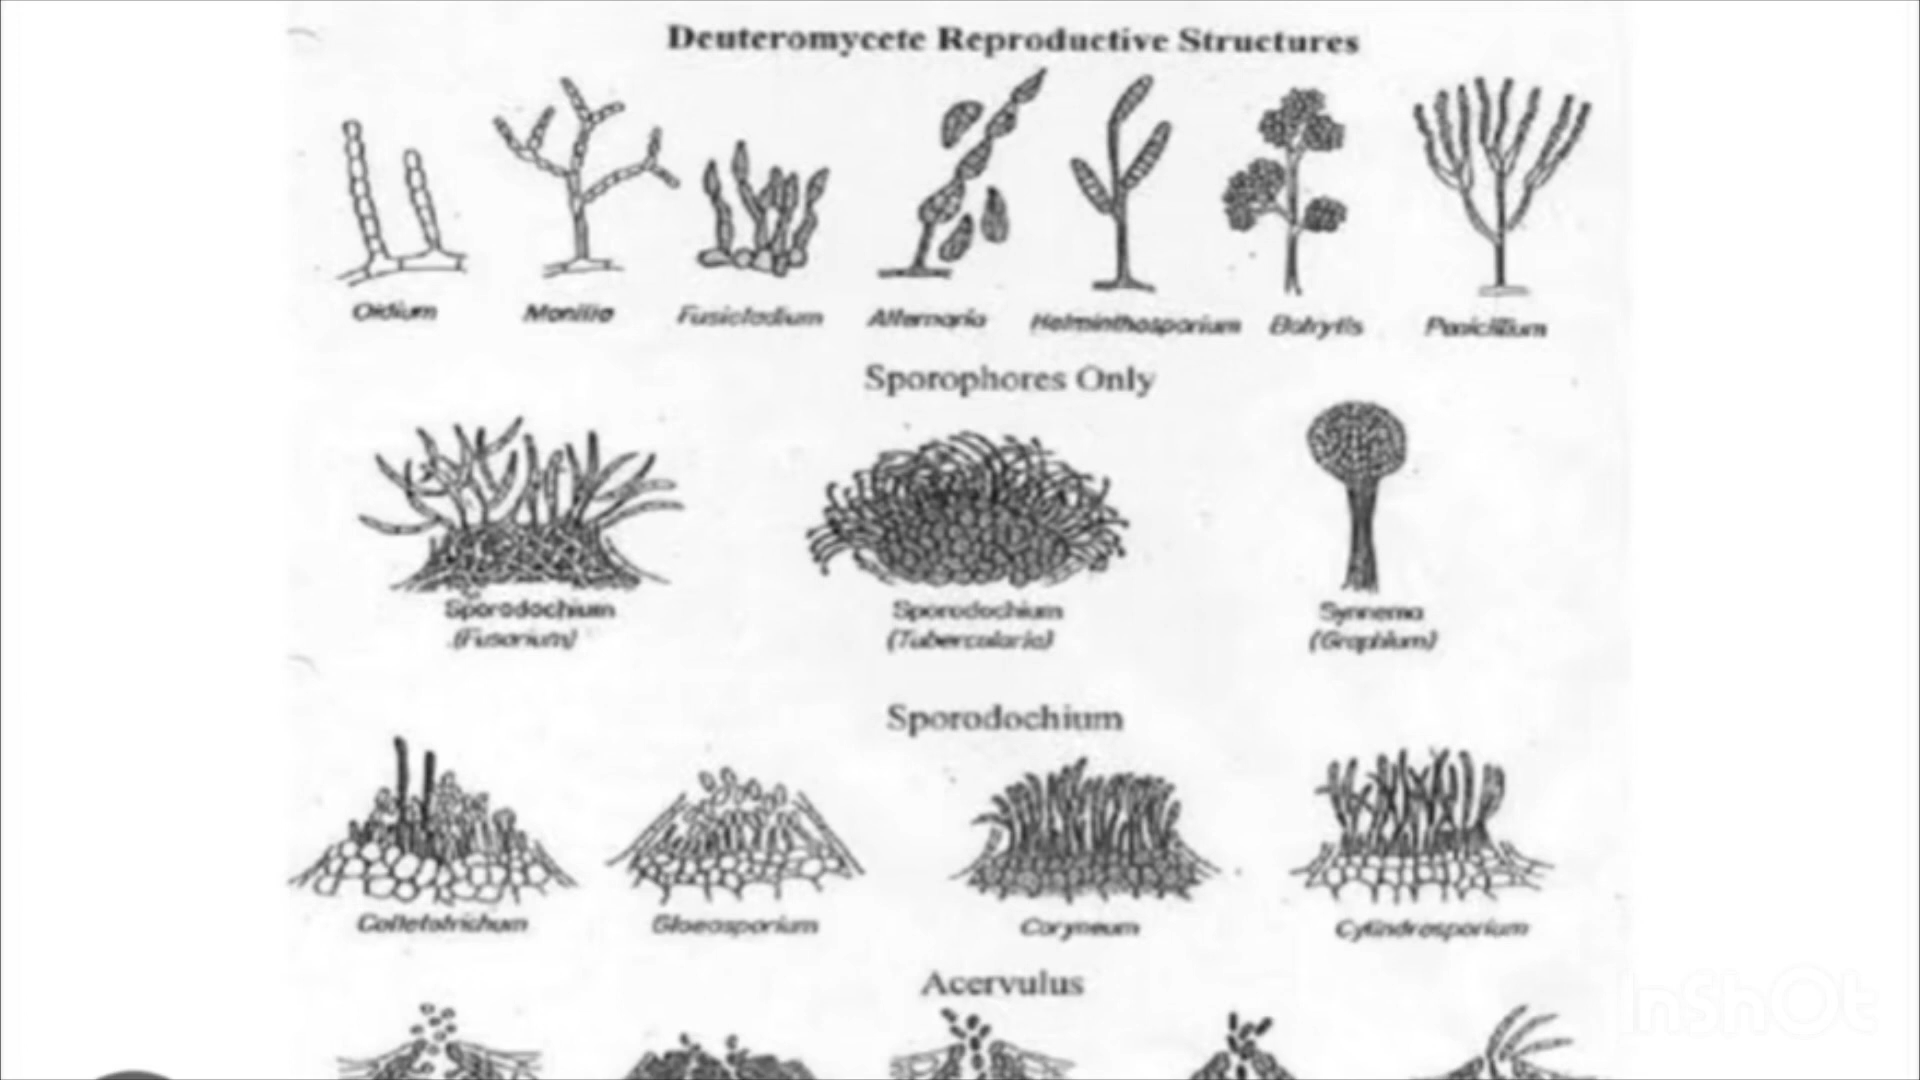 Deuteromycete Reproductive Structures
Oidium Monilia Fusicladium Alternaria Helminthosporium Botrytis Penicillium
Sporophores Only
Sporodochium Sporodochium Synnema
(Fusarium) (Tubercularia) (Graphium)
Sporodochium
Colletotrichum Gloeosporium Coryneum Cylindrosporium
Acervulus
InShOt